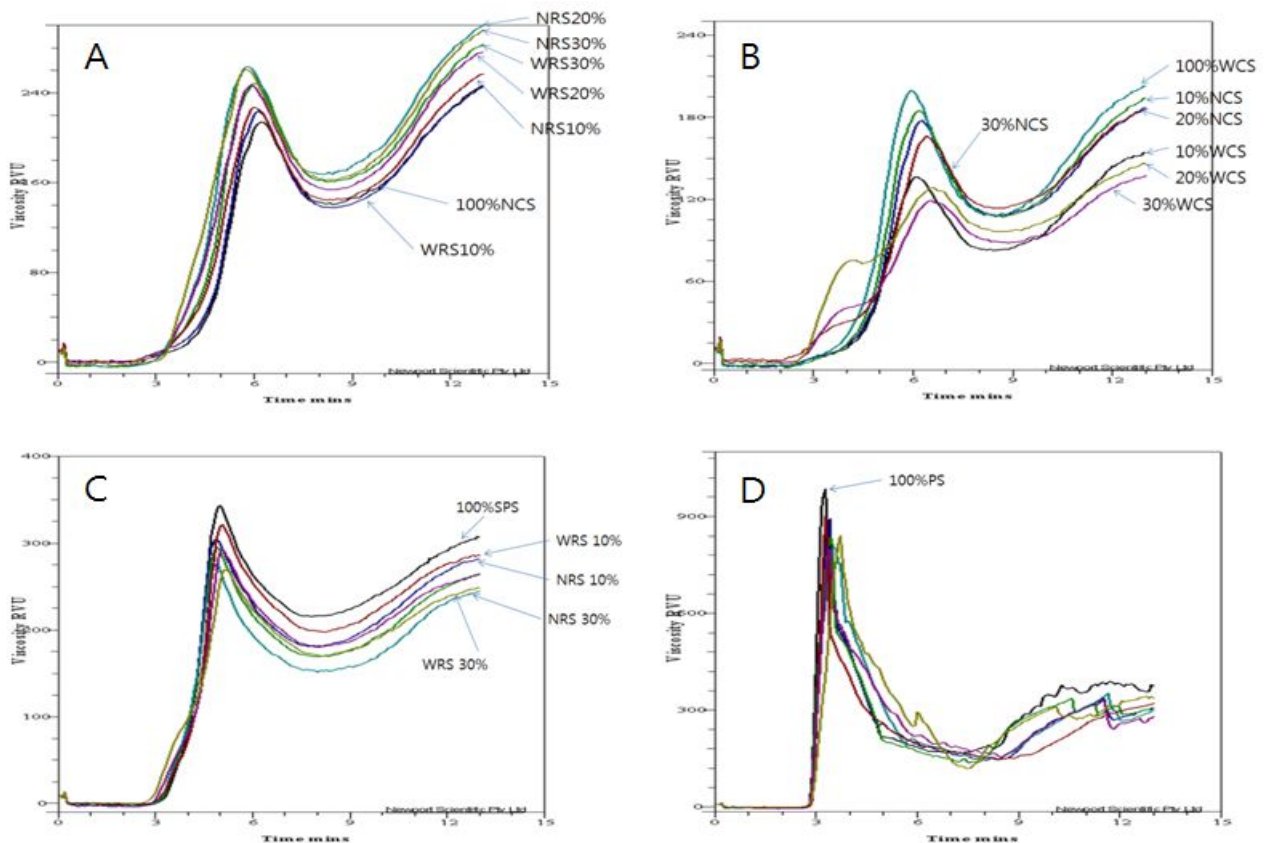 A
NRS20%
NRS30%
WRS30%
WRS20%
NRS10%
100%NCS
WRS10%
240
160
80
0
Viscosity RVU
0 3 6 9 12 15
Newport Scientific Pty Ltd
Time mins
B
100%WCS
10%NCS
20%NCS
30%NCS
10%WCS
20%WCS
30%WCS
240
180
120
60
0
Viscosity RVU
0 3 6 9 12 15
Newport Scientific Pty Ltd
Time mins
C
100%SPS
WRS 10%
NRS 10%
NRS 30%
WRS 30%
400
300
200
100
0
Viscosity RVU
0 3 6 9 12 15
Newport Scientific Pty Ltd
Time mins
D
100%PS
900
600
300
0
Viscosity RVU
0 3 6 9 12 15
Newport Scientific Pty Ltd
Time mins